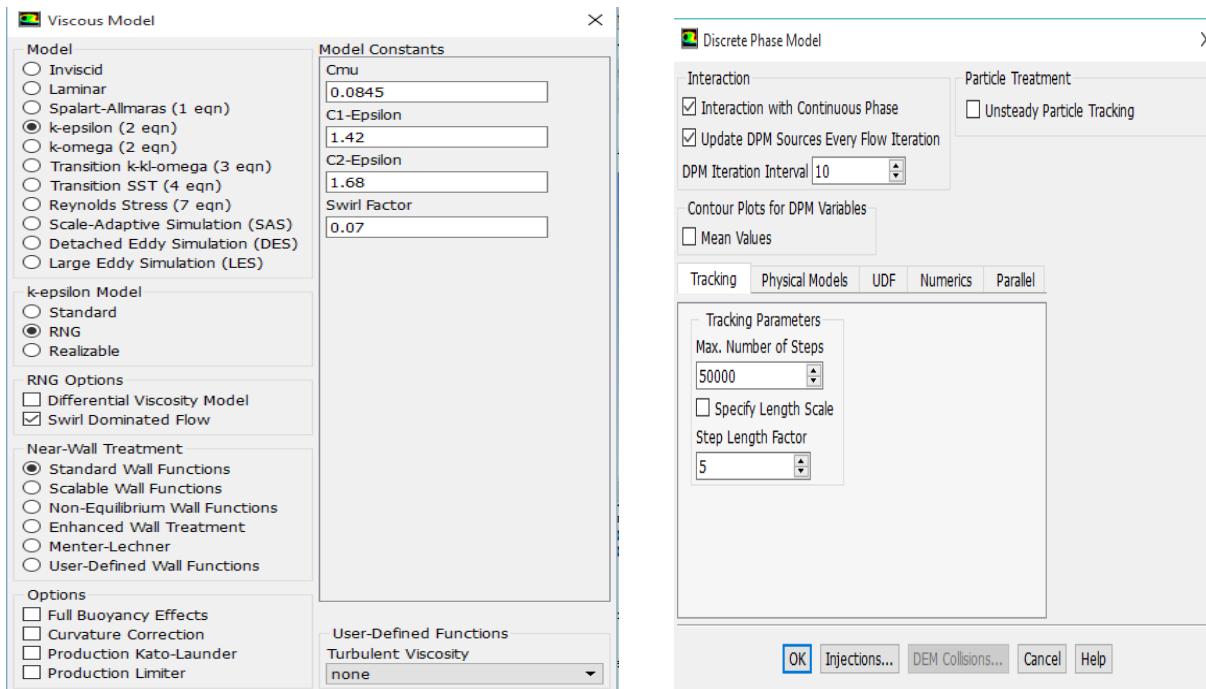 Viscous Model
Model
Inviscid
Laminar
Spalart-Allmaras (1 eqn)
k-epsilon (2 eqn)
k-omega (2 eqn)
Transition k-kl-omega (3 eqn)
Transition SST (4 eqn)
Reynolds Stress (7 eqn)
Scale-Adaptive Simulation (SAS)
Detached Eddy Simulation (DES)
Large Eddy Simulation (LES)
k-epsilon Model
Standard
RNG
Realizable
RNG Options
Differential Viscosity Model
Swirl Dominated Flow
Near-Wall Treatment
Standard Wall Functions
Scalable Wall Functions
Non-Equilibrium Wall Functions
Enhanced Wall Treatment
Menter-Lechner
User-Defined Wall Functions
Options
Full Buoyancy Effects
Curvature Correction
Production Kato-Launder
Production Limiter
Model Constants
Cmu
0.0845
C1-Epsilon
1.42
C2-Epsilon
1.68
Swirl Factor
0.07
User-Defined Functions
Turbulent Viscosity
none
Discrete Phase Model
Interaction
Interaction with Continuous Phase
Update DPM Sources Every Flow Iteration
DPM Iteration Interval 10
Particle Treatment
Unsteady Particle Tracking
Contour Plots for DPM Variables
Mean Values
Tracking Physical Models UDF Numerics Parallel
Tracking Parameters
Max. Number of Steps
50000
Specify Length Scale
Step Length Factor
5
OK Injections... DEM Collisions... Cancel Help